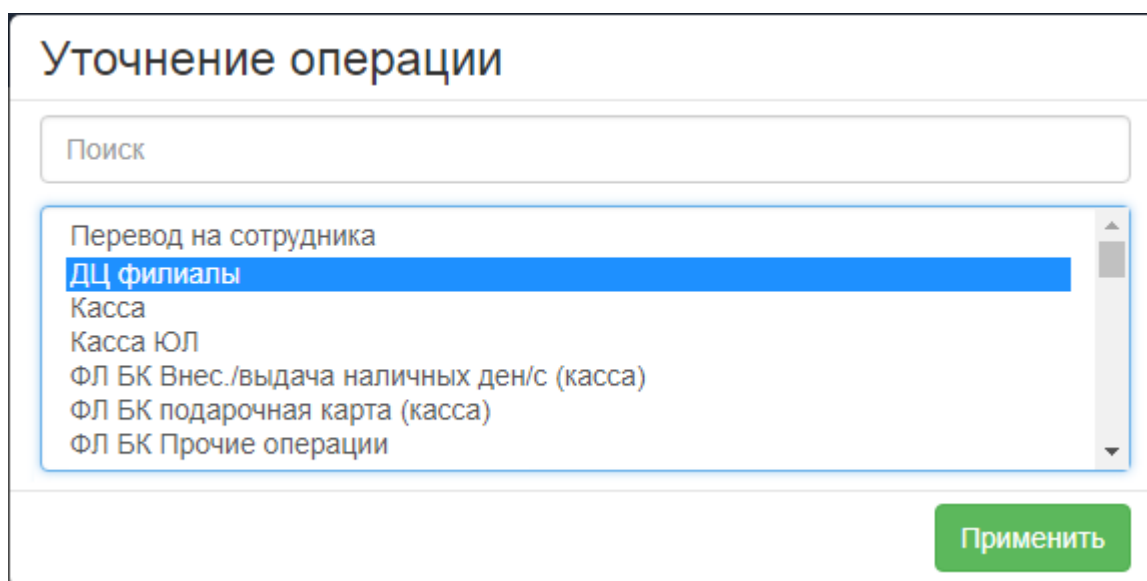 Уточнение операции
Поиск
Перевод на сотрудника
ДЦ филиалы
Касса
Касса ЮЛ
ФЛ БК Внес./выдача наличных ден/с (касса)
ФЛ БК подарочная карта (касса)
ФЛ БК Прочие операции
Применить